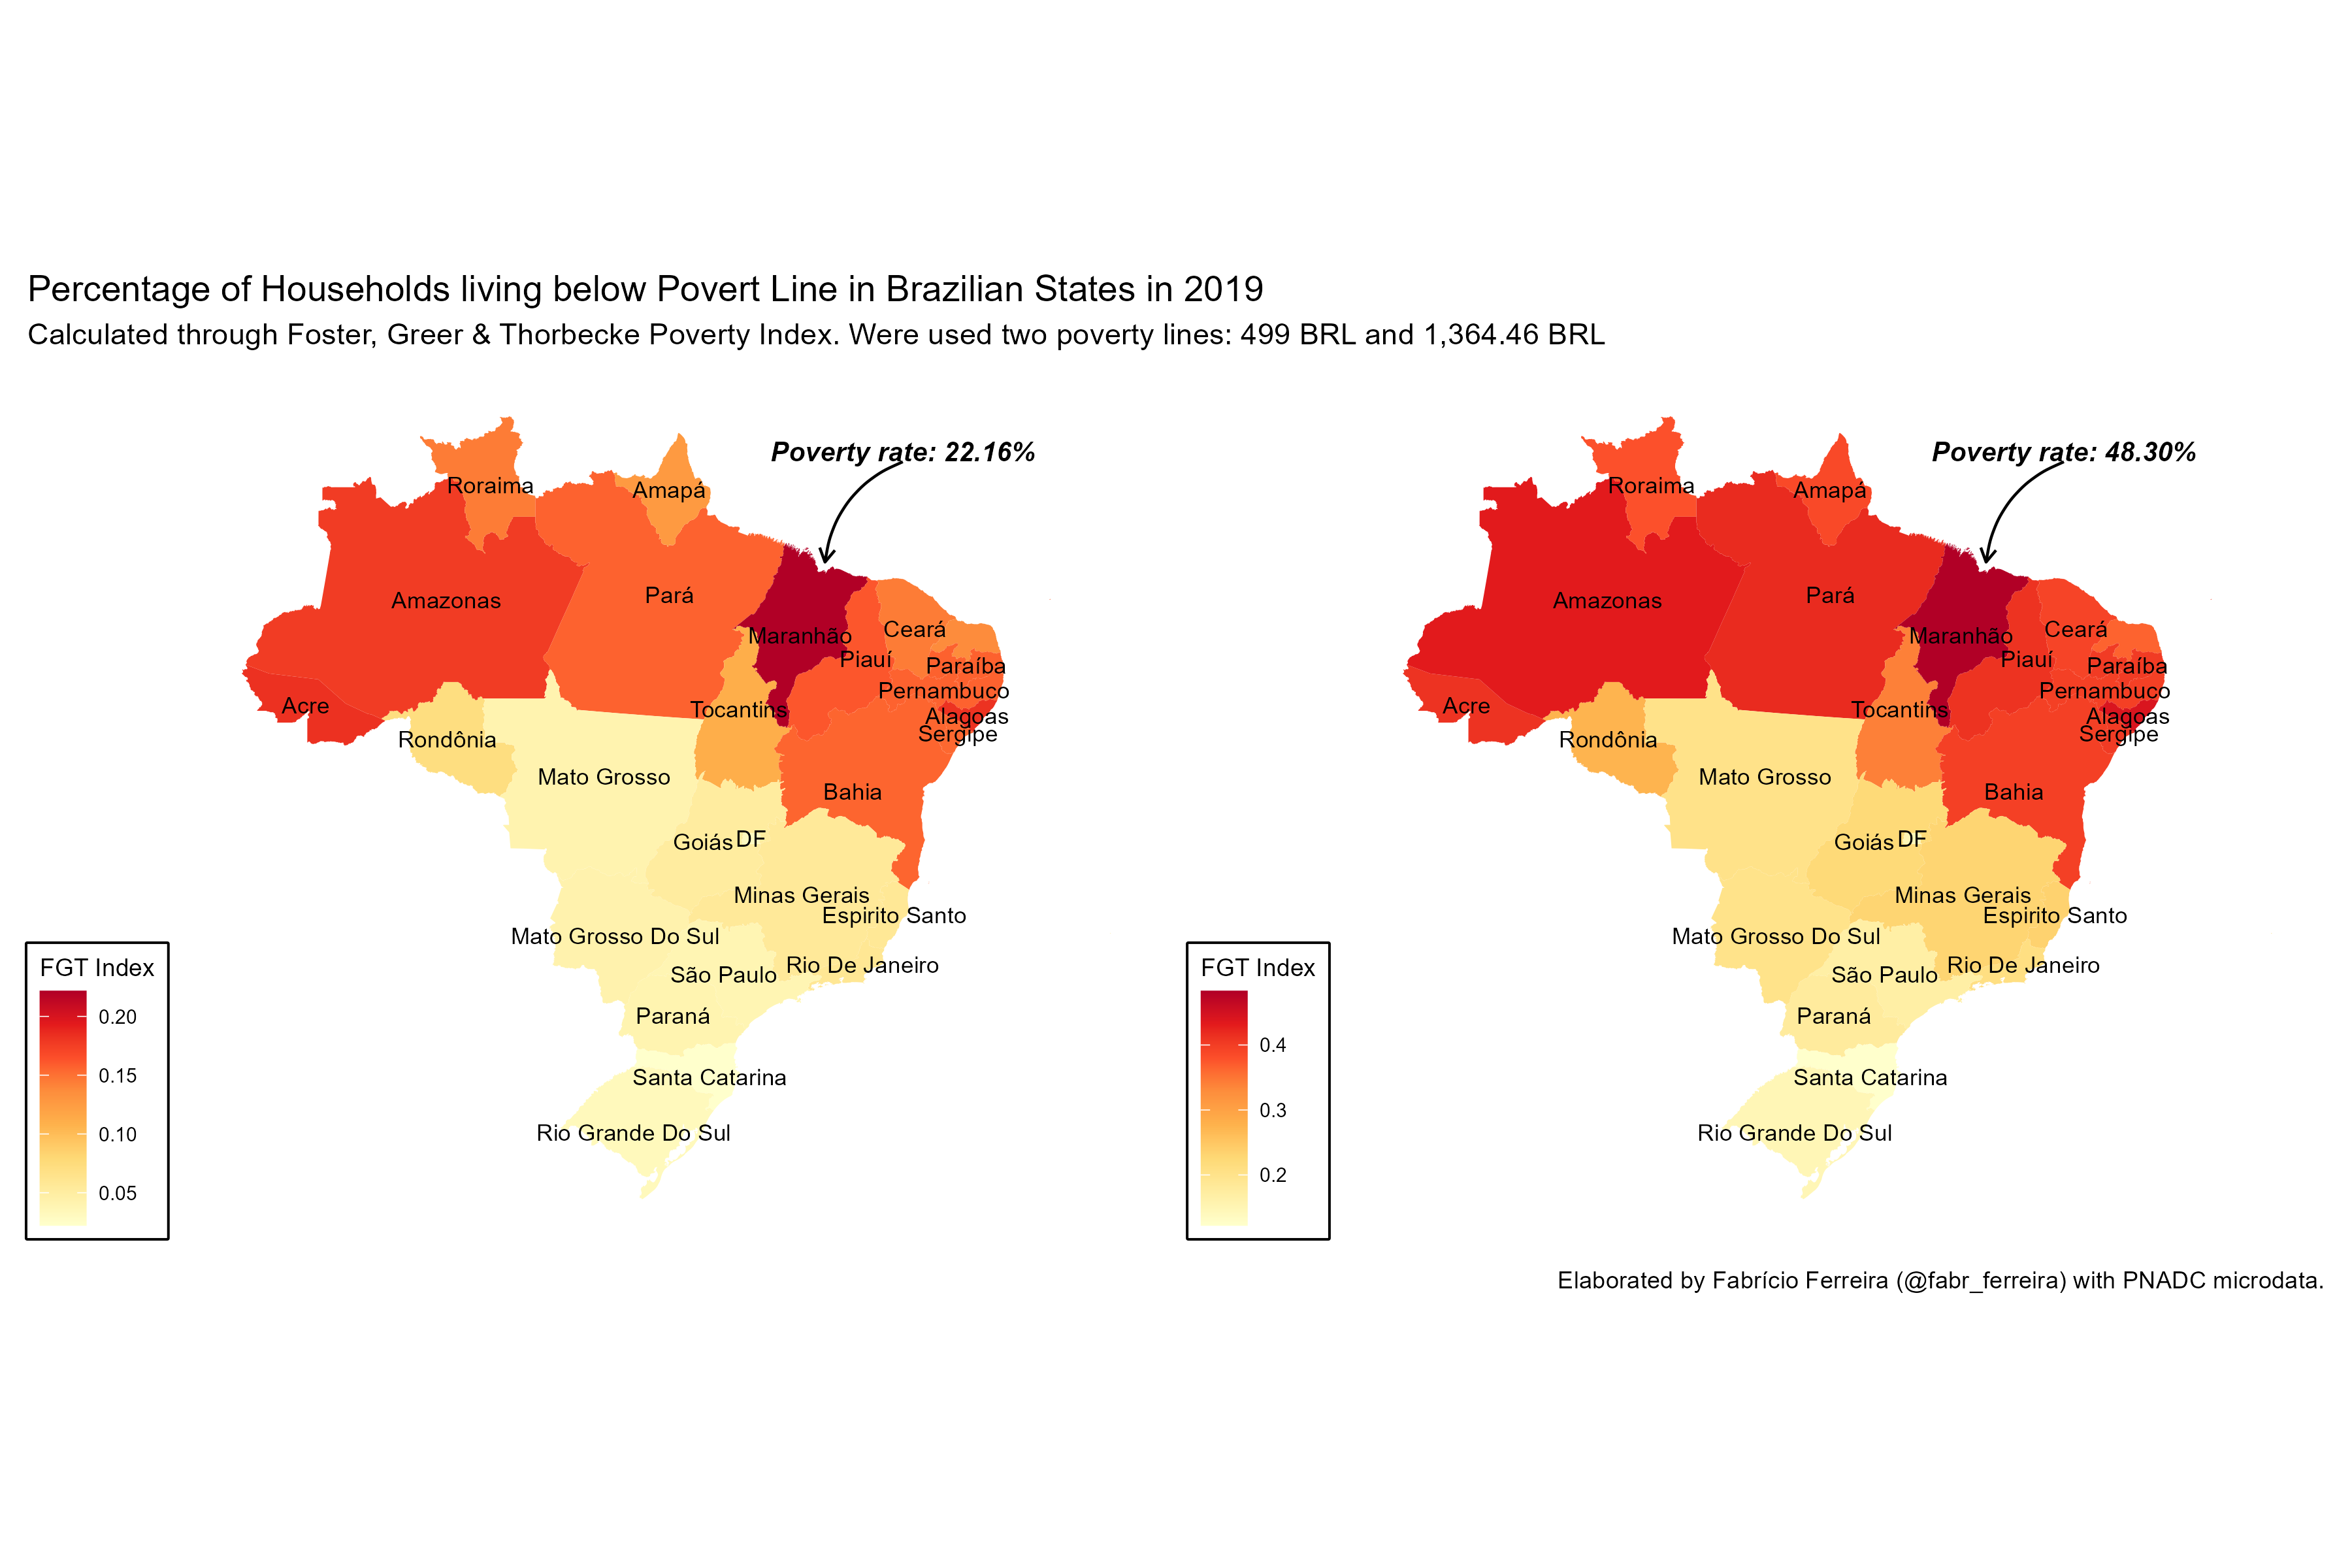 Percentage of Households living below Povert Line in Brazilian States in 2019
Calculated through Foster, Greer & Thorbecke Poverty Index. Were used two poverty lines: 499 BRL and 1,364.46 BRL
Poverty rate: 22.16%
Roraima
Amapá
Amazonas
Pará
Maranhão
Ceará
Piauí
Paraíba
Pernambuco
Acre
Tocantins
Alagoas
Sergipe
Rondônia
Mato Grosso
Bahia
Goiás
DF
Minas Gerais
Espirito Santo
Mato Grosso Do Sul
São Paulo
Rio De Janeiro
Paraná
Santa Catarina
Rio Grande Do Sul
FGT Index
0.20
0.15
0.10
0.05
Poverty rate: 48.30%
Roraima
Amapá
Amazonas
Pará
Maranhão
Ceará
Piauí
Paraíba
Pernambuco
Acre
Tocantins
Alagoas
Sergipe
Rondônia
Mato Grosso
Bahia
Goiás
DF
Minas Gerais
Espirito Santo
Mato Grosso Do Sul
São Paulo
Rio De Janeiro
Paraná
Santa Catarina
Rio Grande Do Sul
FGT Index
0.4
0.3
0.2
Elaborated by Fabrício Ferreira (@fabr_ferreira) with PNADC microdata.